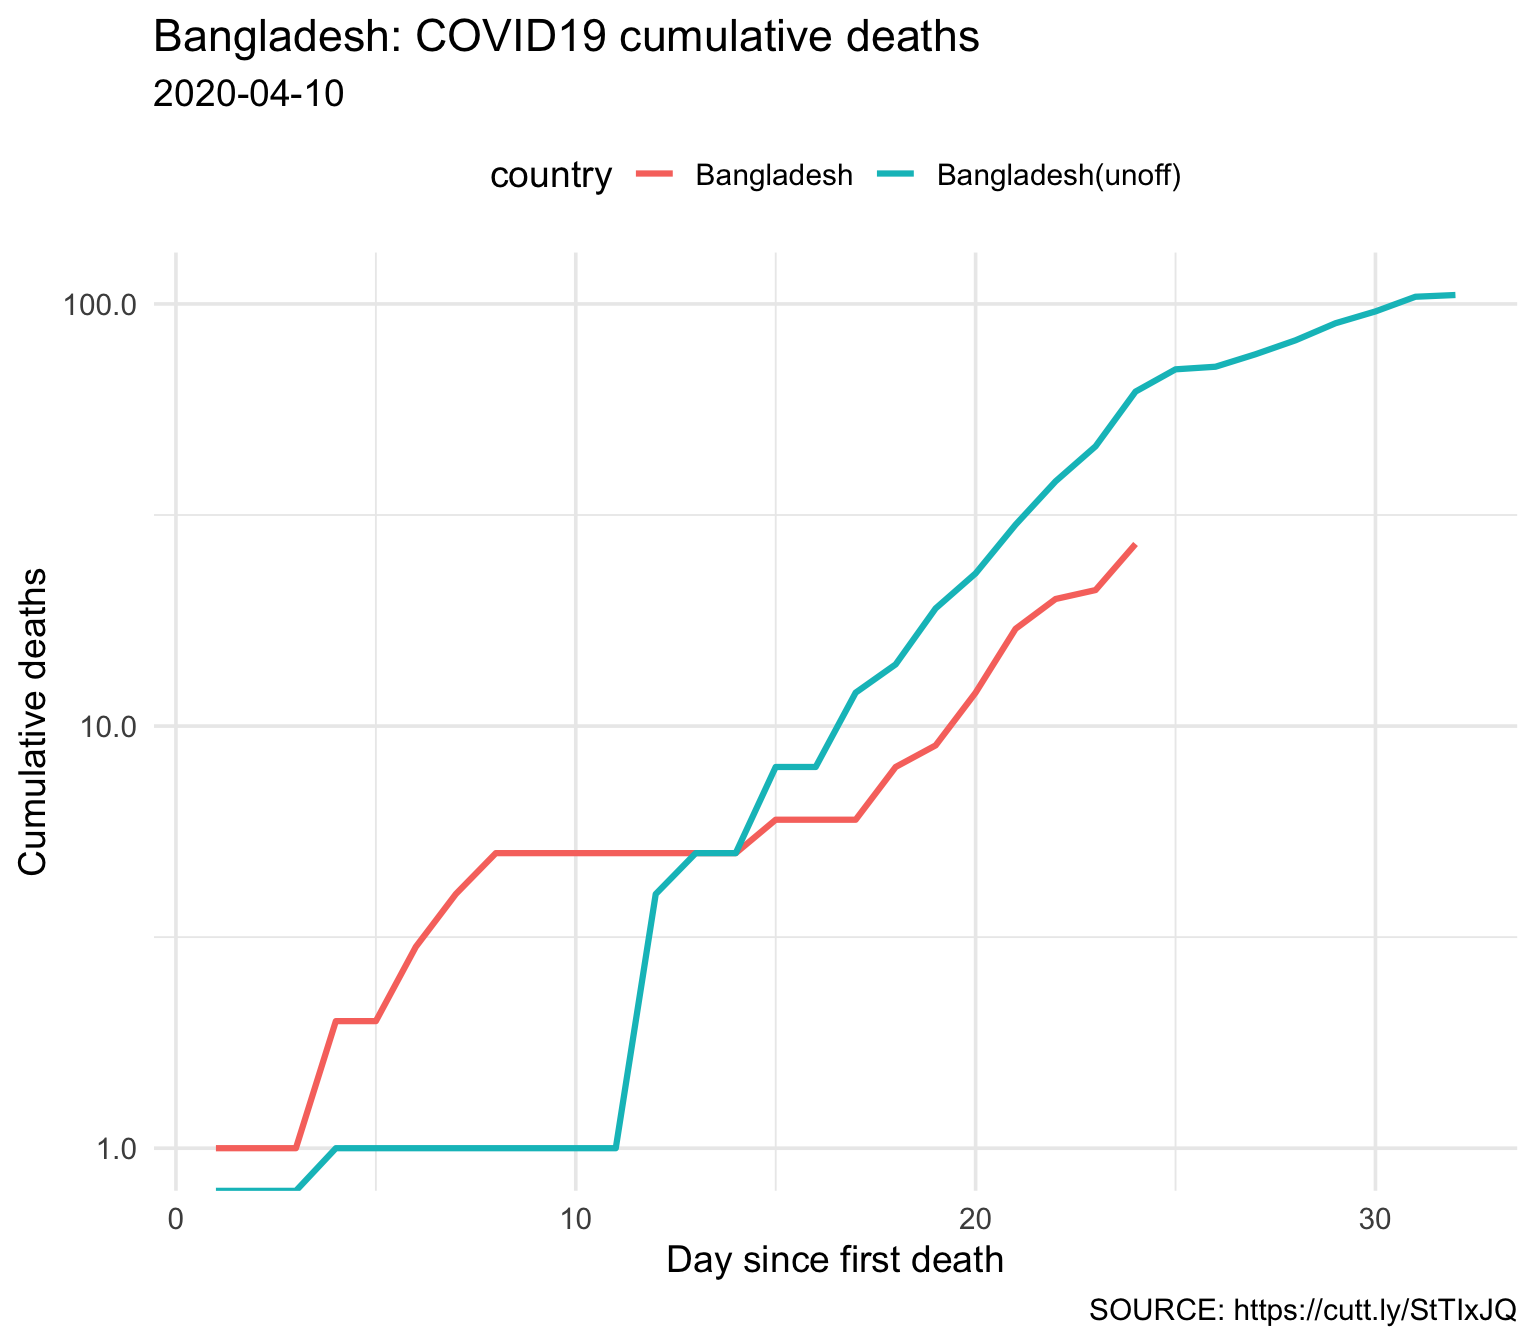 Bangladesh: COVID19 cumulative deaths
2020-04-10
country Bangladesh Bangladesh(unoff)
Cumulative deaths
100.0
10.0
1.0
0 10 20 30
Day since first death
SOURCE: https://cutt.ly/StTIxJQ